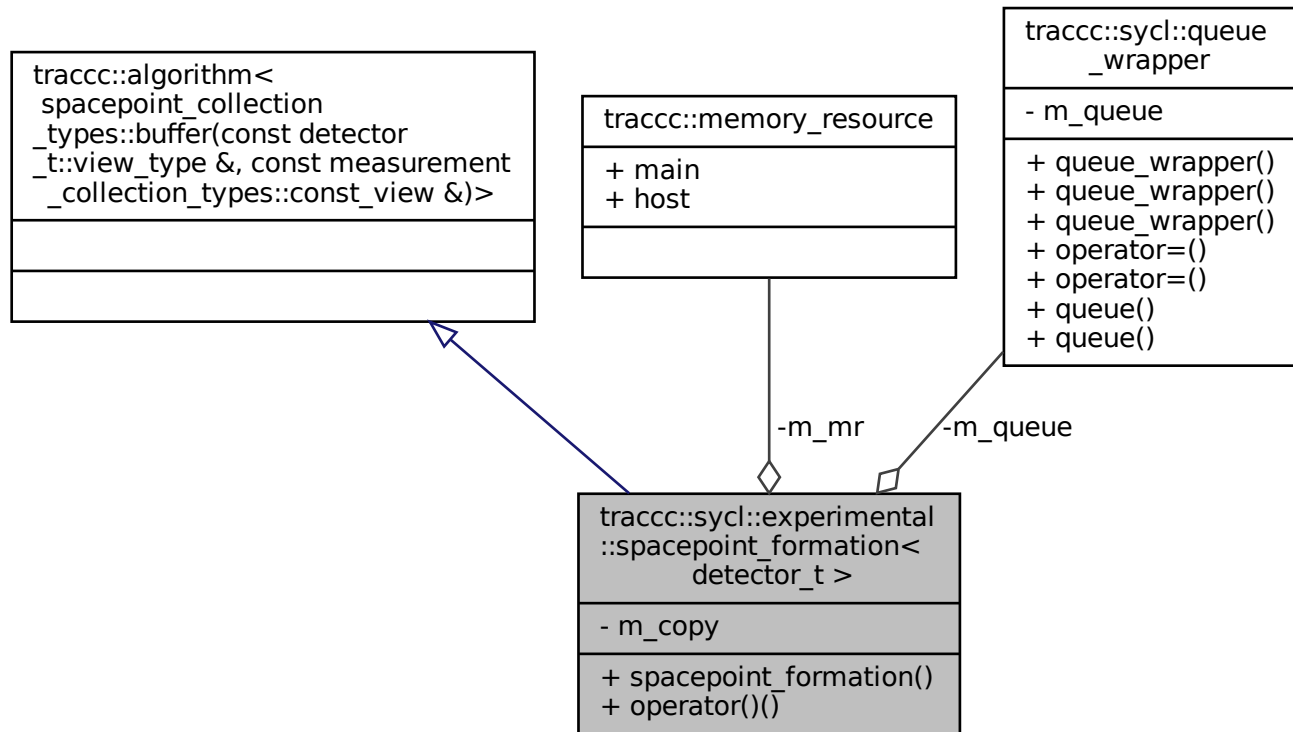 traccc::algorithm<
spacepoint_collection
_types::buffer(const detector
_t::view_type &, const measurement
_collection_types::const_view &)>
traccc::memory_resource
+ main
+ host
traccc::sycl::queue
_wrapper
- m_queue
+ queue_wrapper()
+ queue_wrapper()
+ queue_wrapper()
+ operator=()
+ operator=()
+ queue()
+ queue()
-m_mr
-m_queue
traccc::sycl::experimental
::spacepoint_formation<
detector_t >
- m_copy
+ spacepoint_formation()
+ operator()()